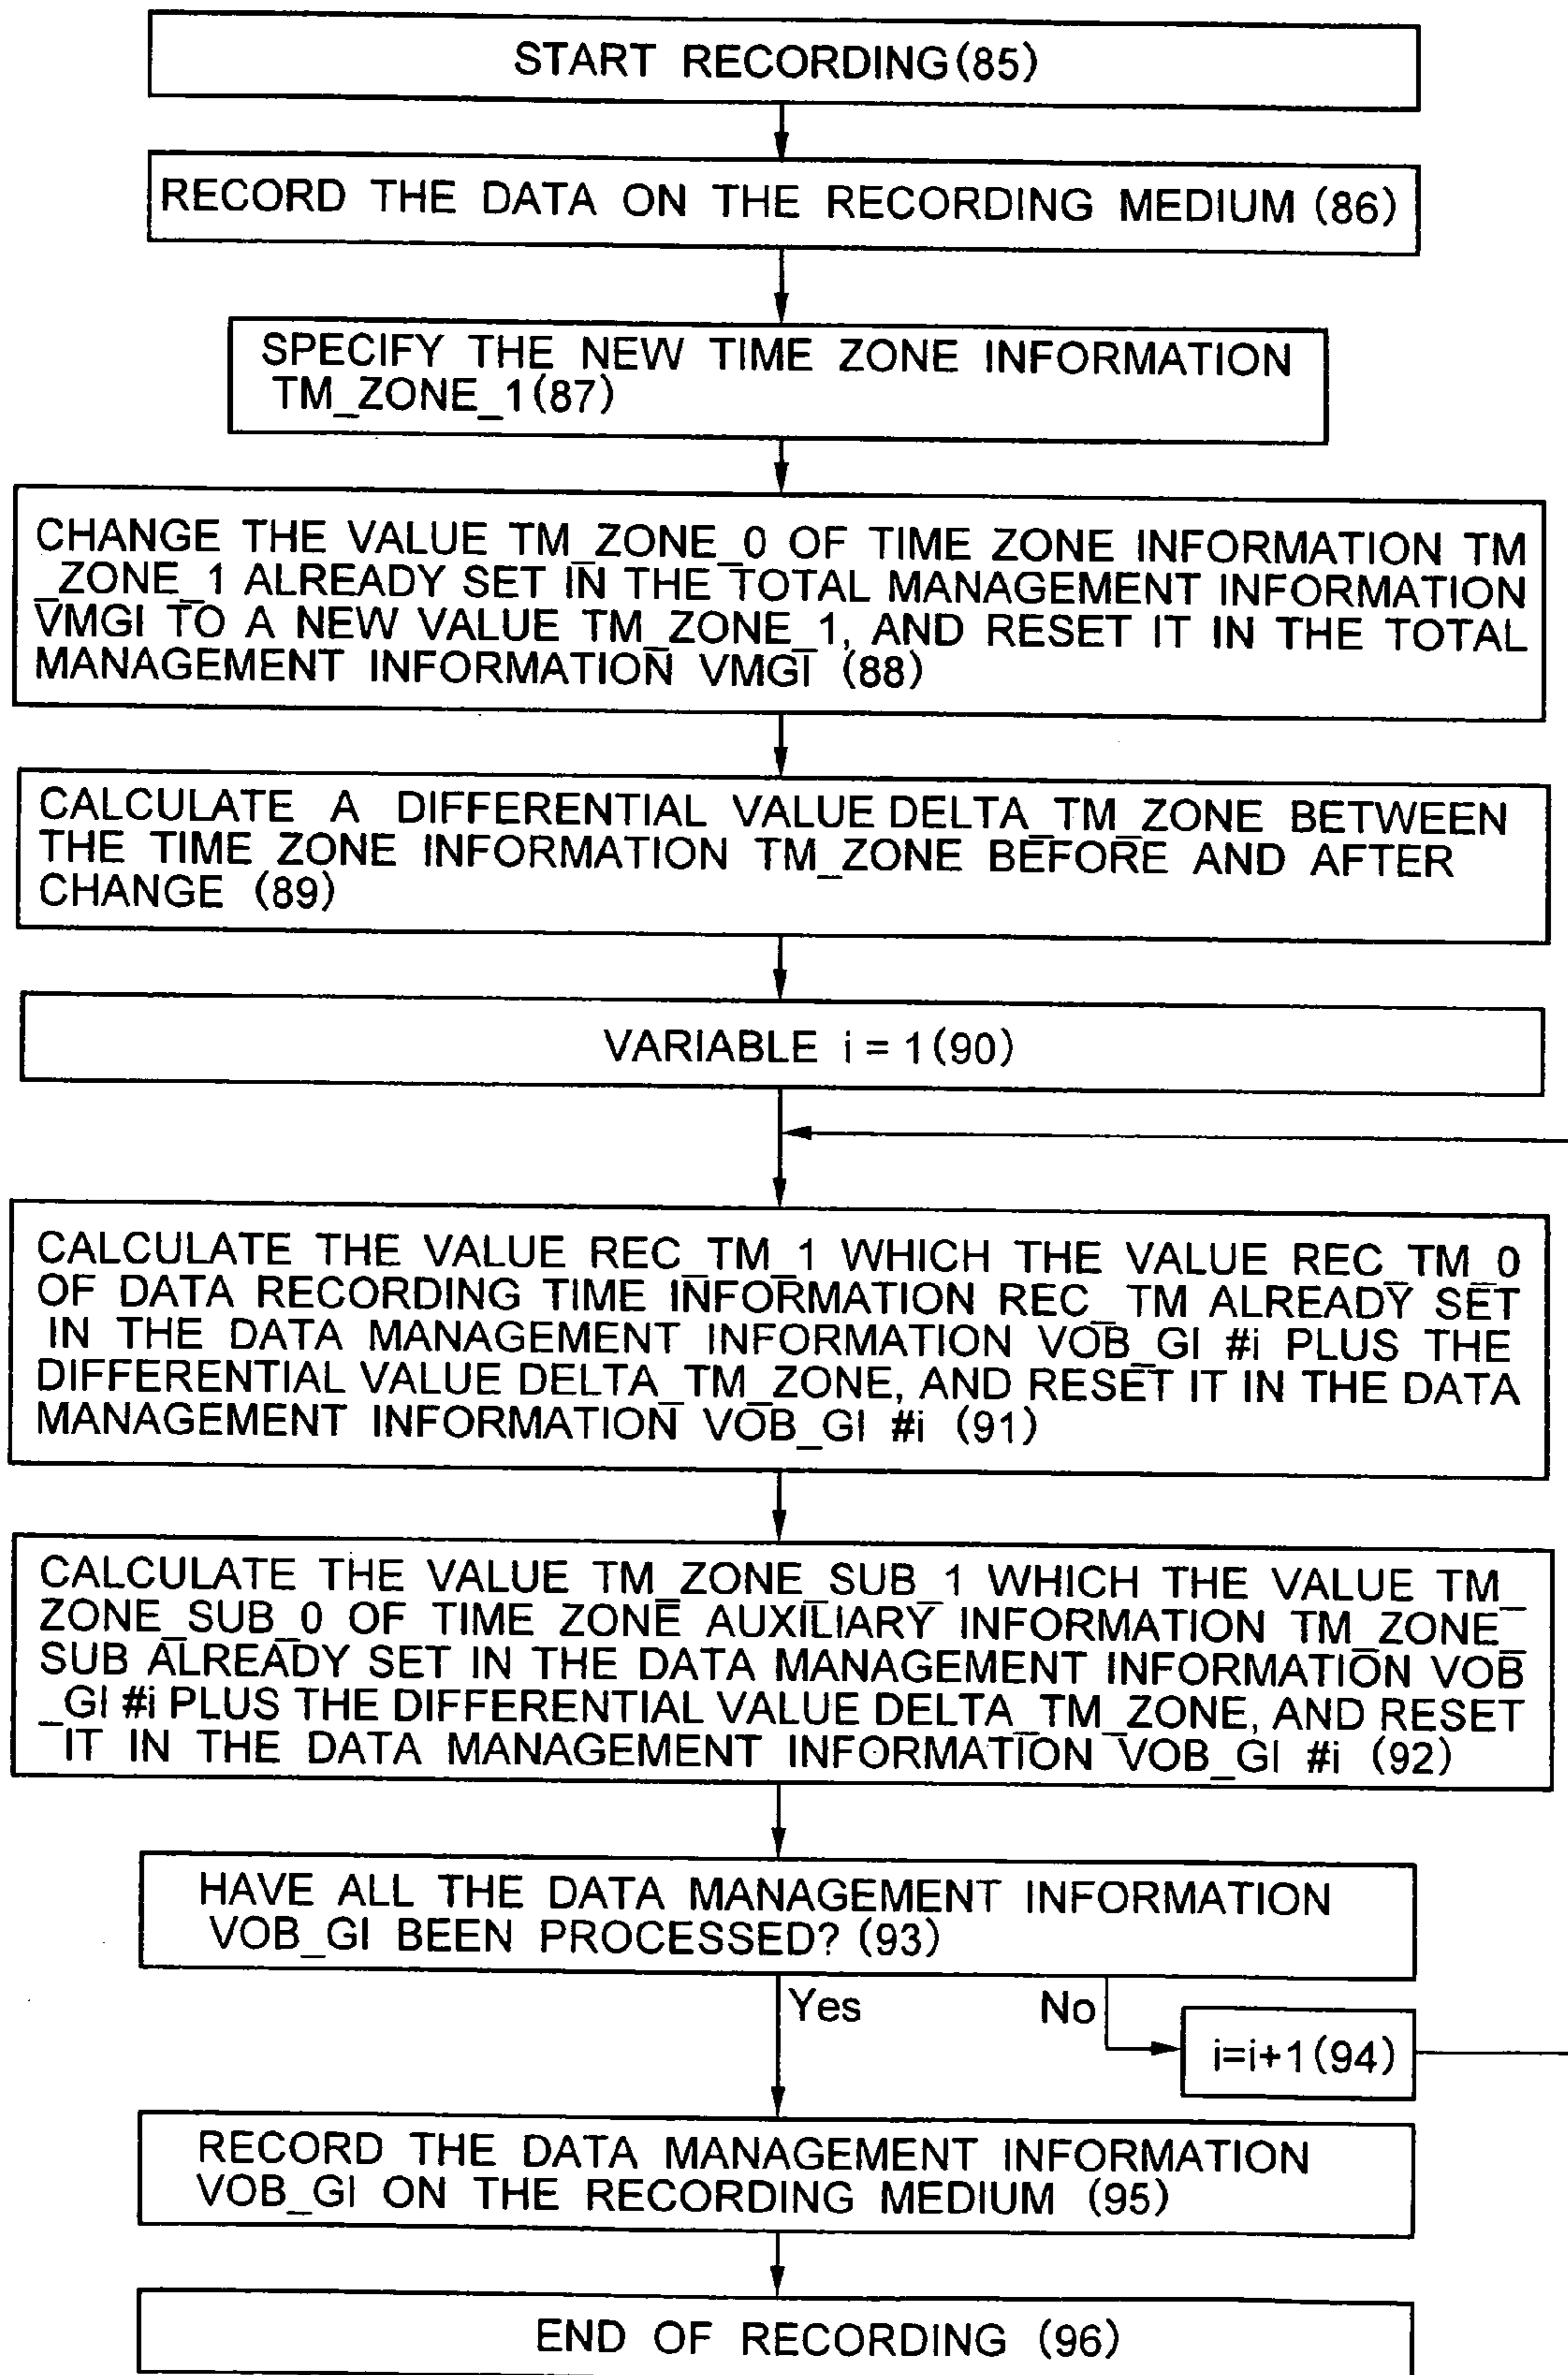 START RECORDING(85)
RECORD THE DATA ON THE RECORDING MEDIUM (86)
SPECIFY THE NEW TIME ZONE INFORMATION
TM_ZONE_1(87)
CHANGE THE VALUE TM_ZONE_0 OF TIME ZONE INFORMATION TM
_ZONE_1 ALREADY SET IN THE TOTAL MANAGEMENT INFORMATION
VMGI TO A NEW VALUE TM_ZONE_1, AND RESET IT IN THE TOTAL
MANAGEMENT INFORMATION VMGI (88)
CALCULATE A DIFFERENTIAL VALUE DELTA_TM_ZONE BETWEEN
THE TIME ZONE INFORMATION TM_ZONE BEFORE AND AFTER
CHANGE (89)
VARIABLE i = 1(90)
CALCULATE THE VALUE REC_TM_1 WHICH THE VALUE REC_TM_0
OF DATA RECORDING TIME INFORMATION REC_TM ALREADY SET
IN THE DATA MANAGEMENT INFORMATION VOB_GI #i PLUS THE
DIFFERENTIAL VALUE DELTA_TM_ZONE, AND RESET IT IN THE DATA
MANAGEMENT INFORMATION VOB_GI #i (91)
CALCULATE THE VALUE TM_ZONE_SUB_1 WHICH THE VALUE TM_
ZONE_SUB_0 OF TIME ZONE AUXILIARY INFORMATION TM_ZONE_
SUB ALREADY SET IN THE DATA MANAGEMENT INFORMATION VOB
_GI #i PLUS THE DIFFERENTIAL VALUE DELTA_TM_ZONE, AND RESET
IT IN THE DATA MANAGEMENT INFORMATION VOB_GI #i (92)
HAVE ALL THE DATA MANAGEMENT INFORMATION
VOB_GI BEEN PROCESSED? (93)
Yes
No
i=i+1(94)
RECORD THE DATA MANAGEMENT INFORMATION
VOB_GI ON THE RECORDING MEDIUM (95)
END OF RECORDING (96)